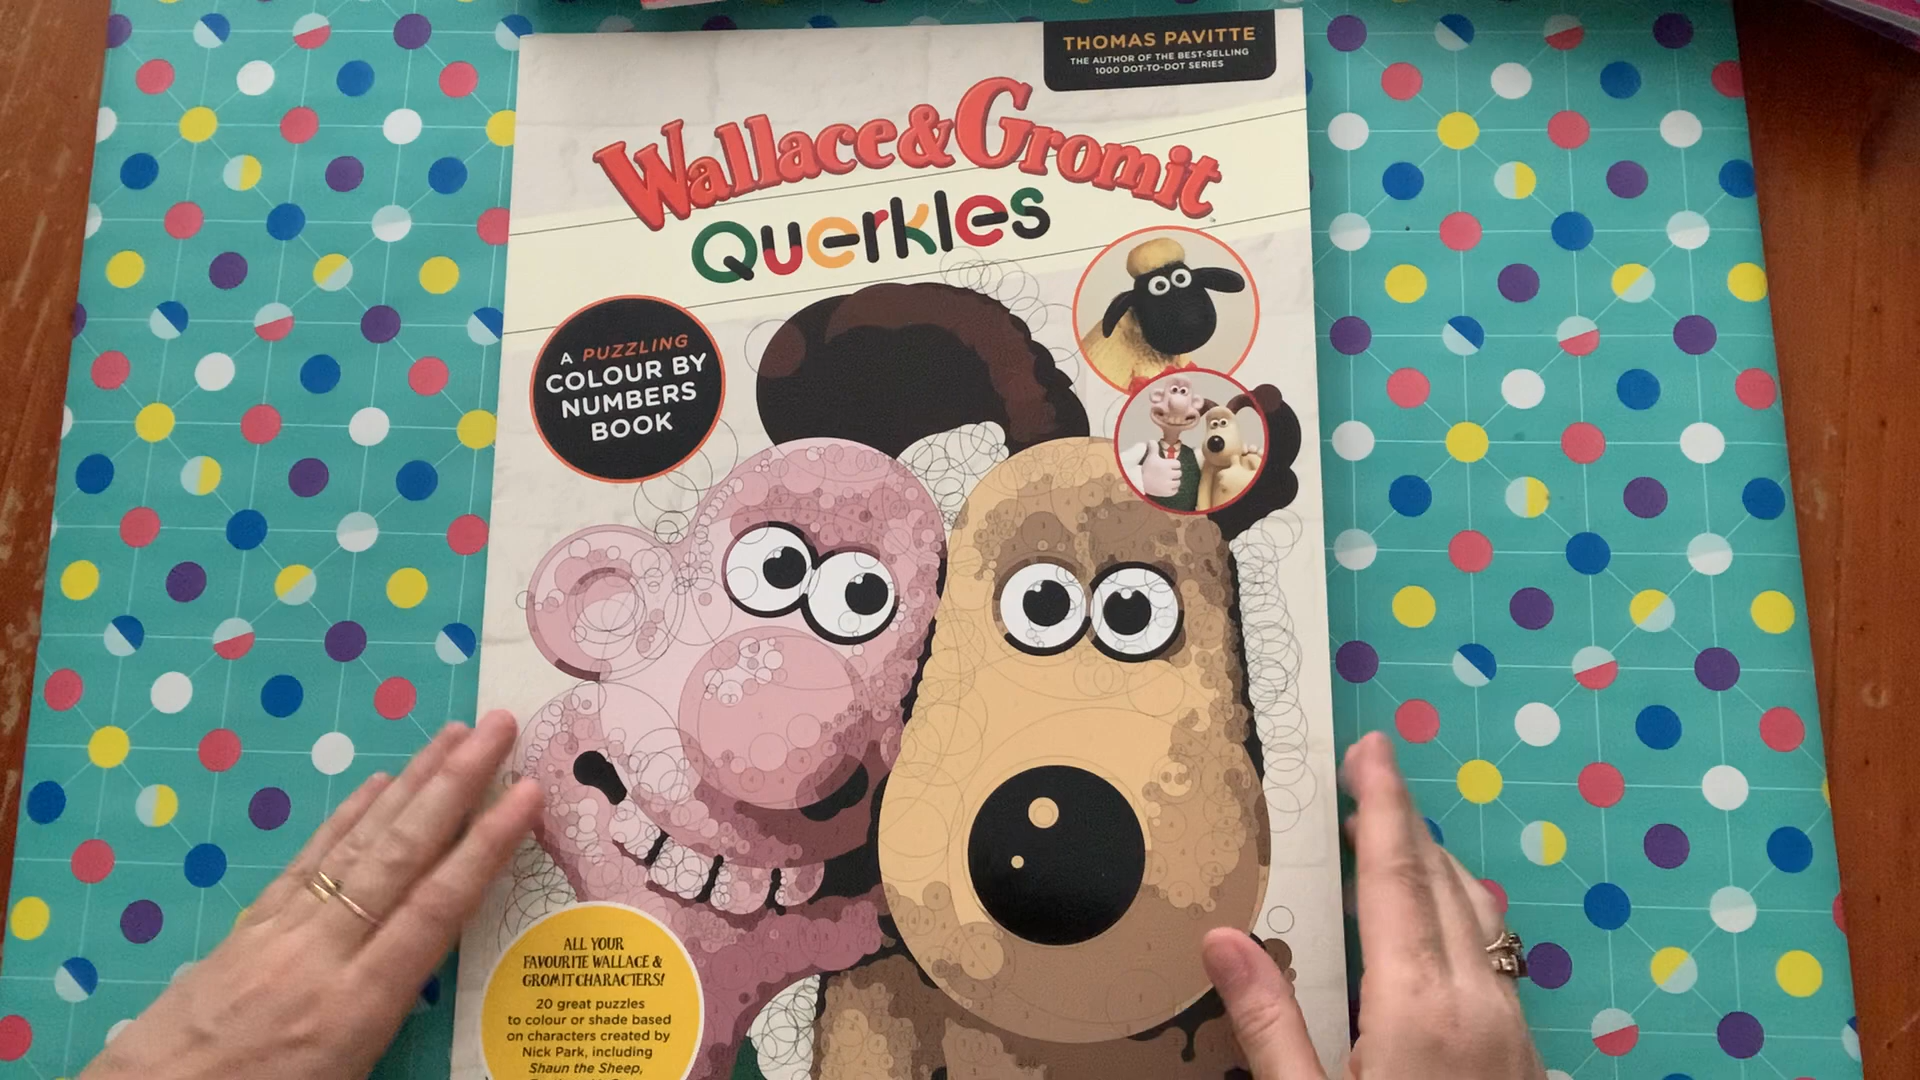 THOMAS PAVITTE
THE AUTHOR OF THE BEST-SELLING
1000 DOT-TO-DOT SERIES
Wallace & Gromit
Querkles
A PUZZLING
COLOUR BY
NUMBERS
BOOK
ALL YOUR
FAVOURITE WALLACE &
GROMIT CHARACTERS!
20 great puzzles
to colour or shade based
on characters created by
Nick Park, including
Shaun the Sheep,